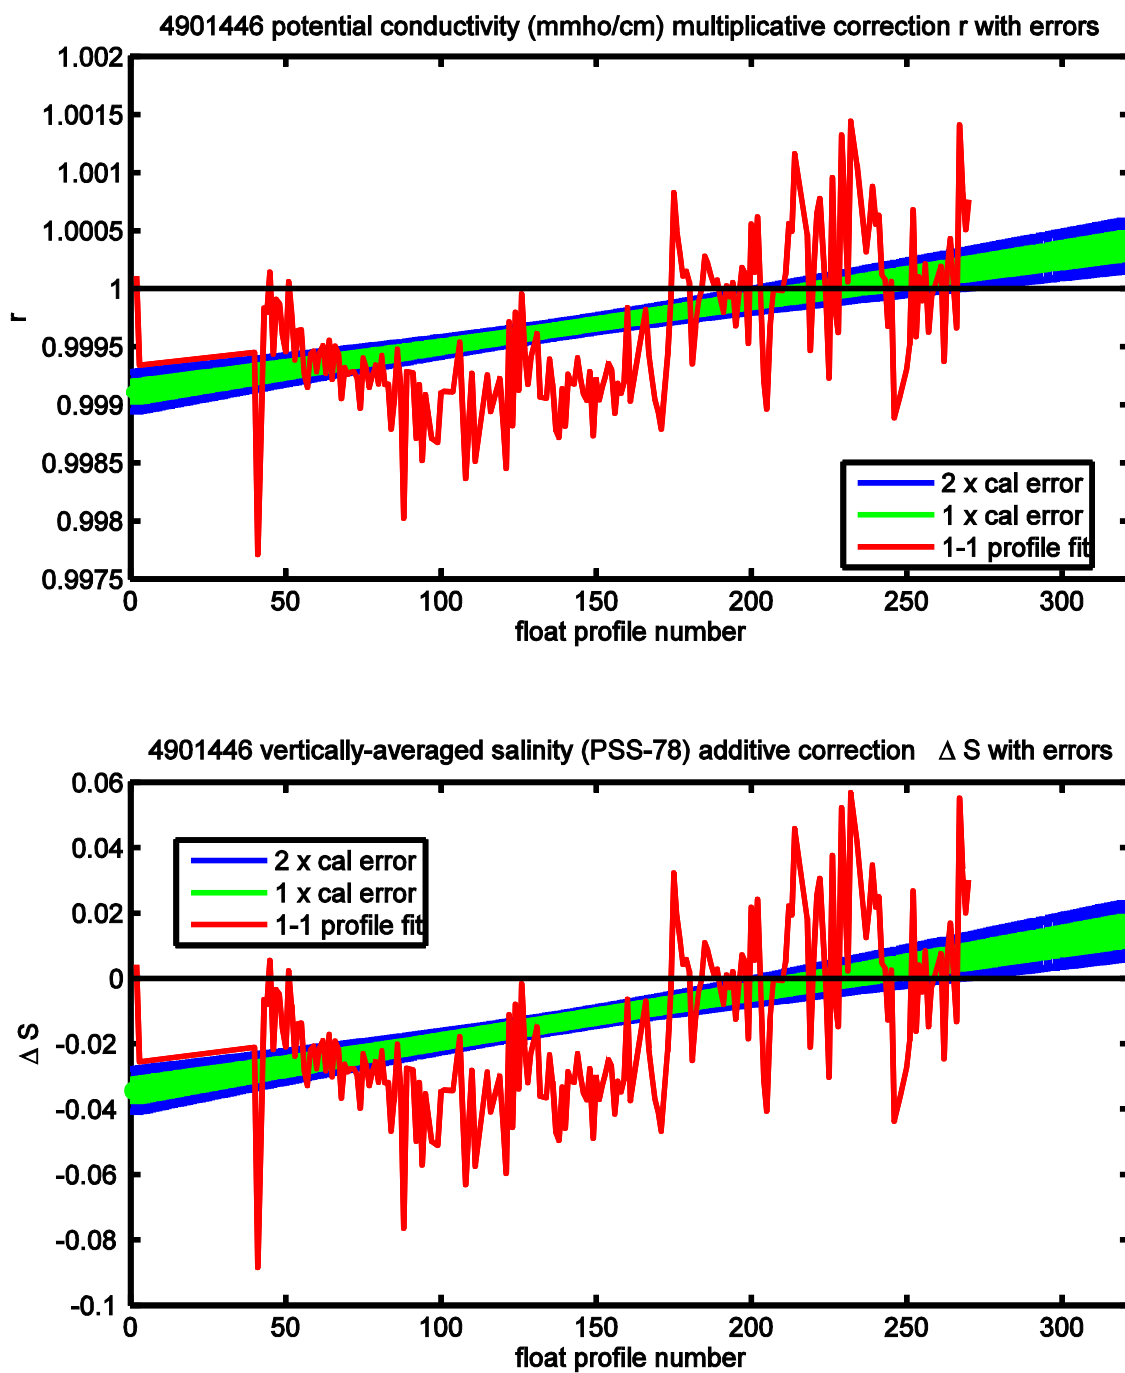 4901446 potential conductivity (mmho/cm) multiplicative correction r with errors
1.002
1.0015
1.001
1.0005
1
0.9995
0.999
0.9985
0.998
0.9975
r
2 x cal error
1 x cal error
1-1 profile fit
0 50 100 150 200 250 300
float profile number
4901446 vertically-averaged salinity (PSS-78) additive correction Δ S with errors
0.06
0.04
0.02
0
-0.02
-0.04
-0.06
-0.08
-0.1
Δ S
2 x cal error
1 x cal error
1-1 profile fit
0 50 100 150 200 250 300
float profile number